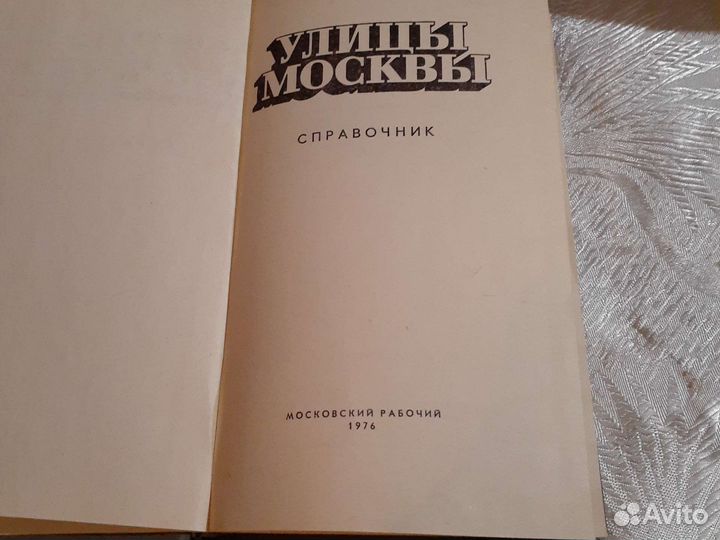 УЛИЦЫ
МОСКВЫ
СПРАВОЧНИК
МОСКОВСКИЙ РАБОЧИЙ
1976
Avito